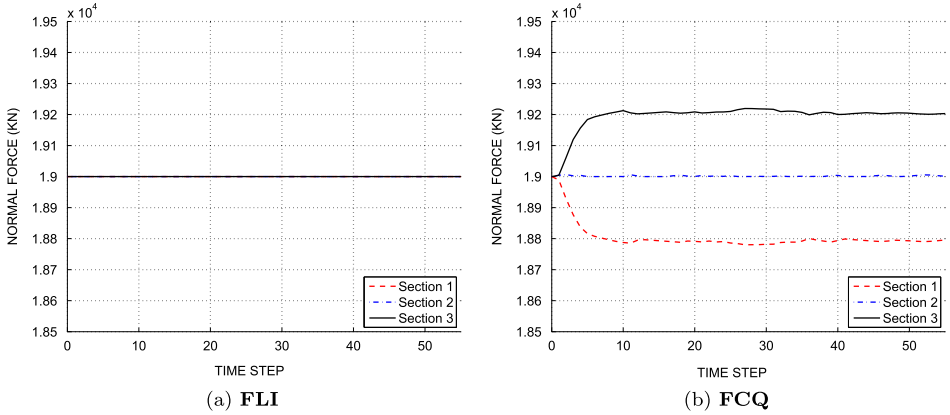 x 10⁴
1.95
1.94
1.93
1.92
1.91
1.9
1.89
1.88
1.87
1.86
1.85
NORMAL FORCE (KN)
Section 1
Section 2
Section 3
0 10 20 30 40 50
TIME STEP
(a) FLI
x 10⁴
1.95
1.94
1.93
1.92
1.91
1.9
1.89
1.88
1.87
1.86
1.85
NORMAL FORCE (KN)
Section 1
Section 2
Section 3
0 10 20 30 40 50
TIME STEP
(b) FCQ